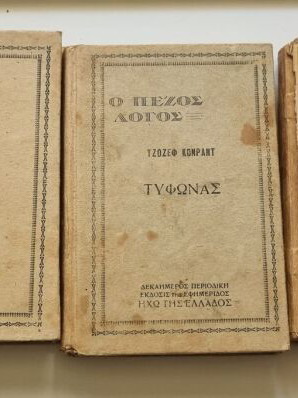 Ο ΠΕΖΟΣ
ΛΟΓΟΣ
ΤΖΟΖΕΦ ΚΟΝΡΑΝΤ
ΤΥΦΩΝΑΣ
ΔΕΚΑΗΜΕΡΟΣ ΠΕΡΙΟΔΙΚΗ
ΕΚΔΟΣΙΣ ΤΗΣ ΕΦΗΜΕΡΙΔΟΣ
ΗΧΩ ΤΗΣ ΕΛΛΑΔΟΣ